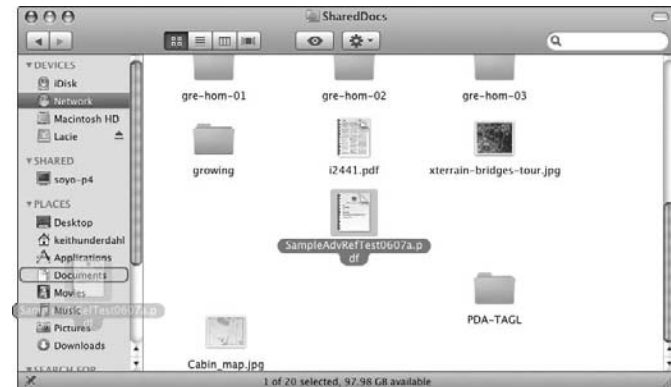 SharedDocs
DEVICES
iDisk
Network
Macintosh HD
Lacie
SHARED
soyo-p4
PLACES
Desktop
keithunderdahl
Applications
Documents
Movies
Music
Pictures
Downloads
SEARCH FOR
gre-hom-01
gre-hom-02
gre-hom-03
growing
i2441.pdf
xterrain-bridges-tour.jpg
SampleAdvRefTest0607a.p
df
PDA-TAGL
Cabin_map.jpg
1 of 20 selected, 97.98 GB available